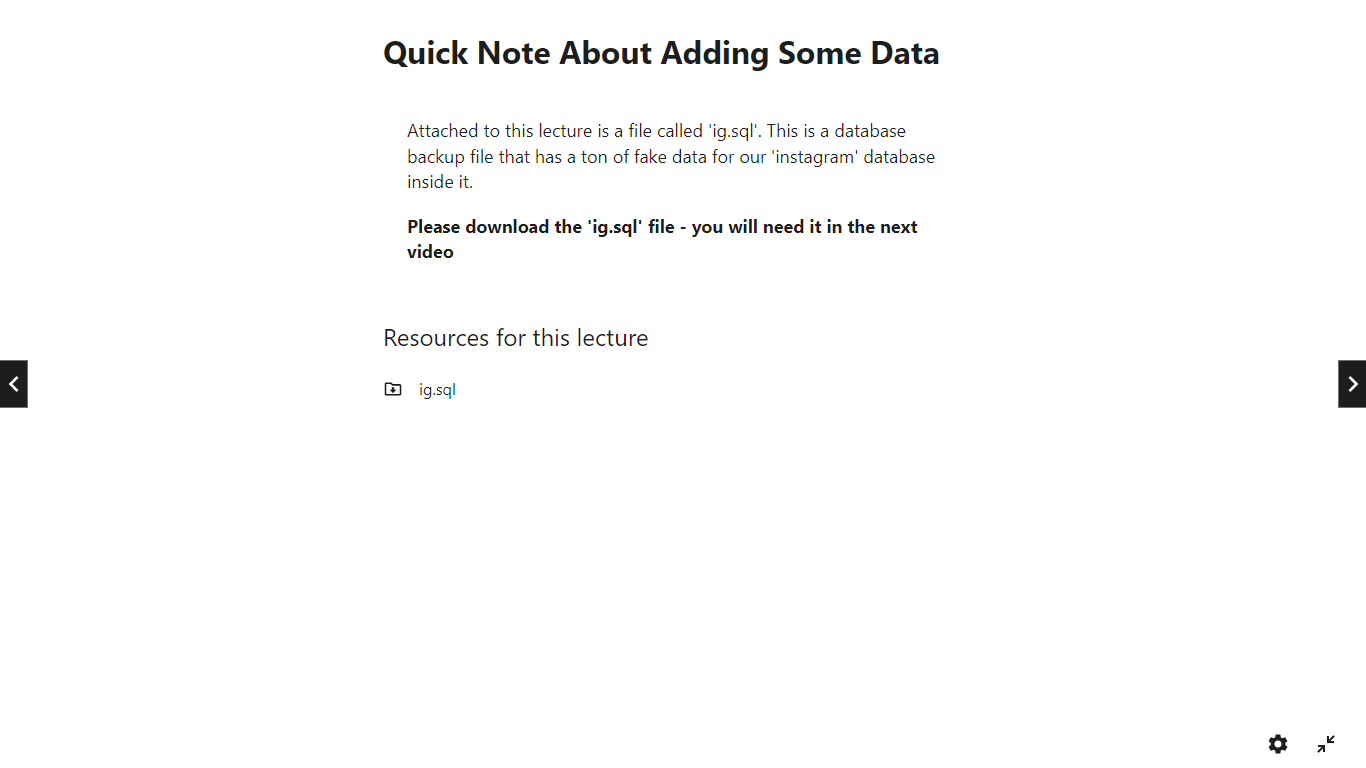 Quick Note About Adding Some Data
Attached to this lecture is a file called 'ig.sql'. This is a database
backup file that has a ton of fake data for our 'instagram' database
inside it.
Please download the 'ig.sql' file - you will need it in the next
video
Resources for this lecture
ig.sql